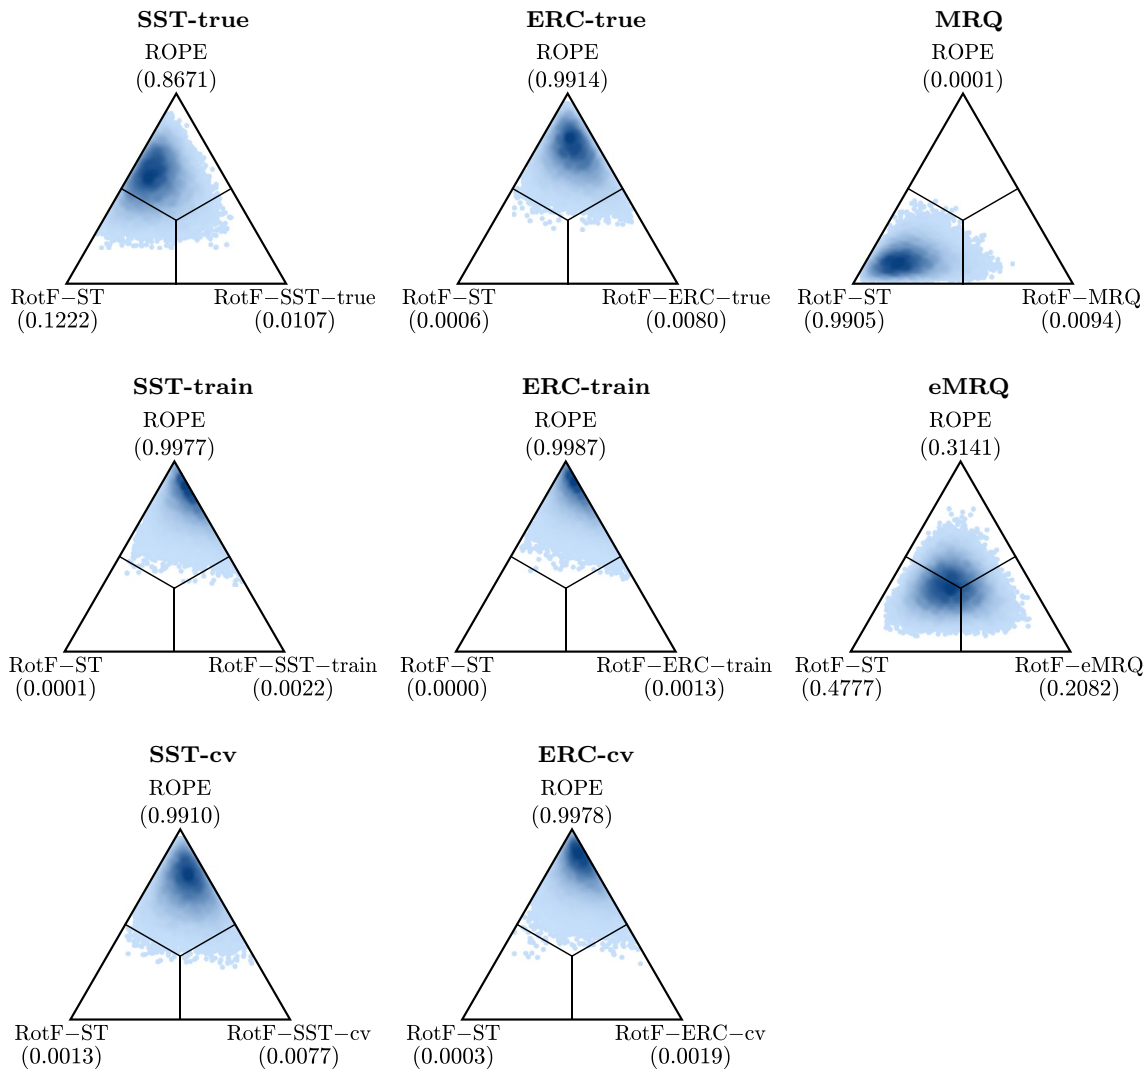 SST-true
ROPE
(0.8671)
RotF−ST
(0.1222)
RotF−SST−true
(0.0107)
ERC-true
ROPE
(0.9914)
RotF−ST
(0.0006)
RotF−ERC−true
(0.0080)
MRQ
ROPE
(0.0001)
RotF−ST
(0.9905)
RotF−MRQ
(0.0094)
SST-train
ROPE
(0.9977)
RotF−ST
(0.0001)
RotF−SST−train
(0.0022)
ERC-train
ROPE
(0.9987)
RotF−ST
(0.0000)
RotF−ERC−train
(0.0013)
eMRQ
ROPE
(0.3141)
RotF−ST
(0.4777)
RotF−eMRQ
(0.2082)
SST-cv
ROPE
(0.9910)
RotF−ST
(0.0013)
RotF−SST−cv
(0.0077)
ERC-cv
ROPE
(0.9978)
RotF−ST
(0.0003)
RotF−ERC−cv
(0.0019)